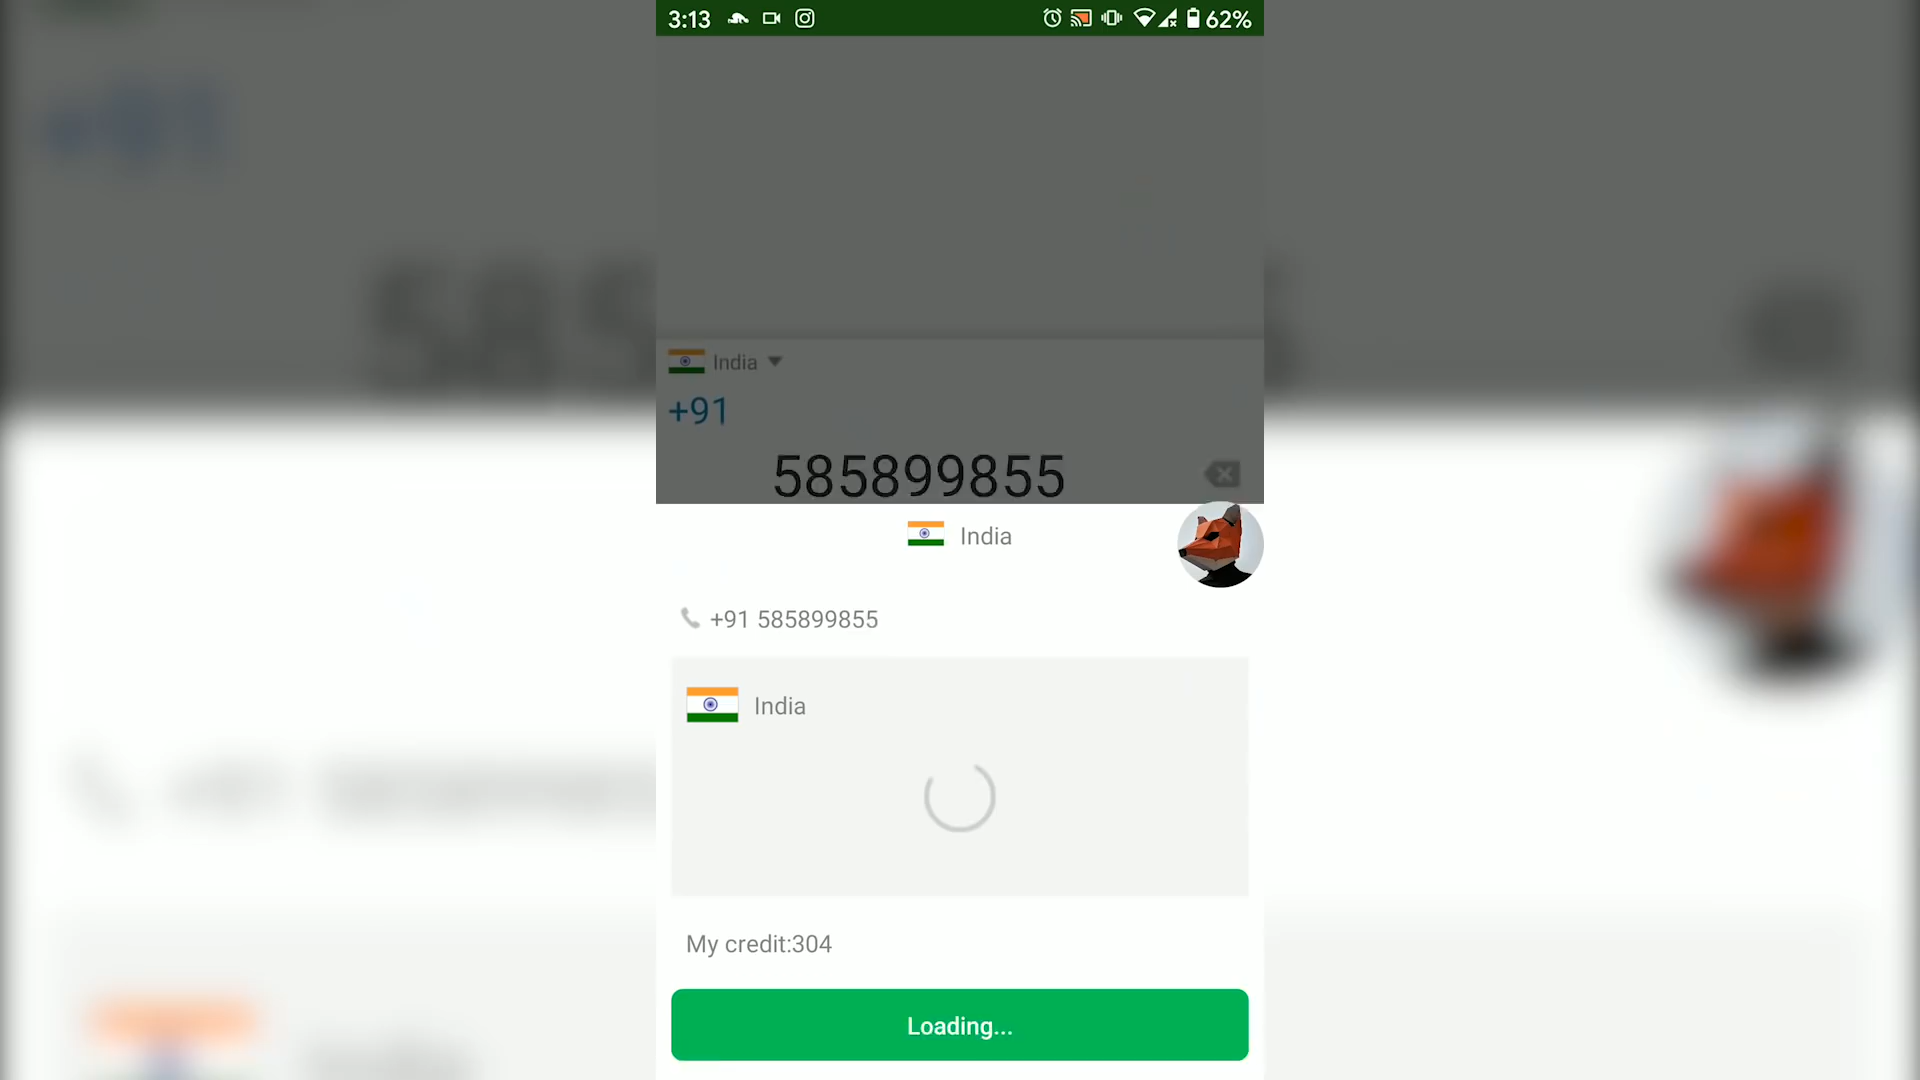 3:13
62%
India
+91
585899855
India
+91 585899855
India
My credit:304
Loading...